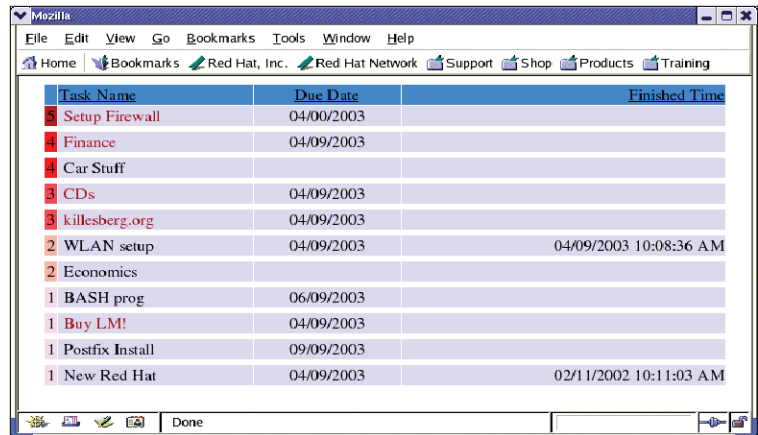 Mozilla
File Edit View Go Bookmarks Tools Window Help
Home Bookmarks Red Hat, Inc. Red Hat Network Support Shop Products Training
Task Name Due Date Finished Time
5 Setup Firewall 04/00/2003
4 Finance 04/09/2003
4 Car Stuff
3 CDs 04/09/2003
3 killesberg.org 04/09/2003
2 WLAN setup 04/09/2003 04/09/2003 10:08:36 AM
2 Economics
1 BASH prog 06/09/2003
1 Buy LM! 04/09/2003
1 Postfix Install 09/09/2003
1 New Red Hat 04/09/2003 02/11/2002 10:11:03 AM
Done